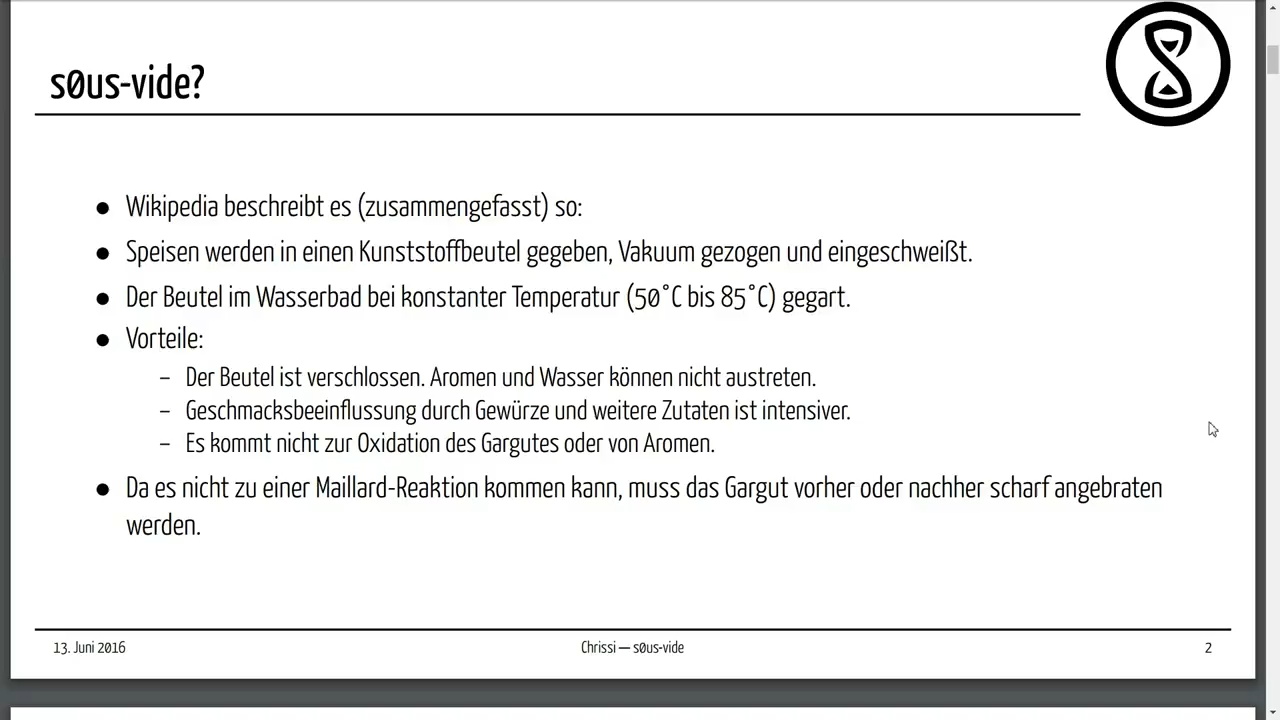 s0us-vide?
● Wikipedia beschreibt es (zusammengefasst) so:
● Speisen werden in einen Kunststoffbeutel gegeben, Vakuum gezogen und eingeschweißt.
● Der Beutel im Wasserbad bei konstanter Temperatur (50°C bis 85°C) gegart.
● Vorteile:
– Der Beutel ist verschlossen. Aromen und Wasser können nicht austreten.
– Geschmacksbeeinflussung durch Gewürze und weitere Zutaten ist intensiver.
– Es kommt nicht zur Oxidation des Gargutes oder von Aromen.
● Da es nicht zu einer Maillard-Reaktion kommen kann, muss das Gargut vorher oder nachher scharf angebraten
werden.
13. Juni 2016
Chrissi — s0us-vide
2